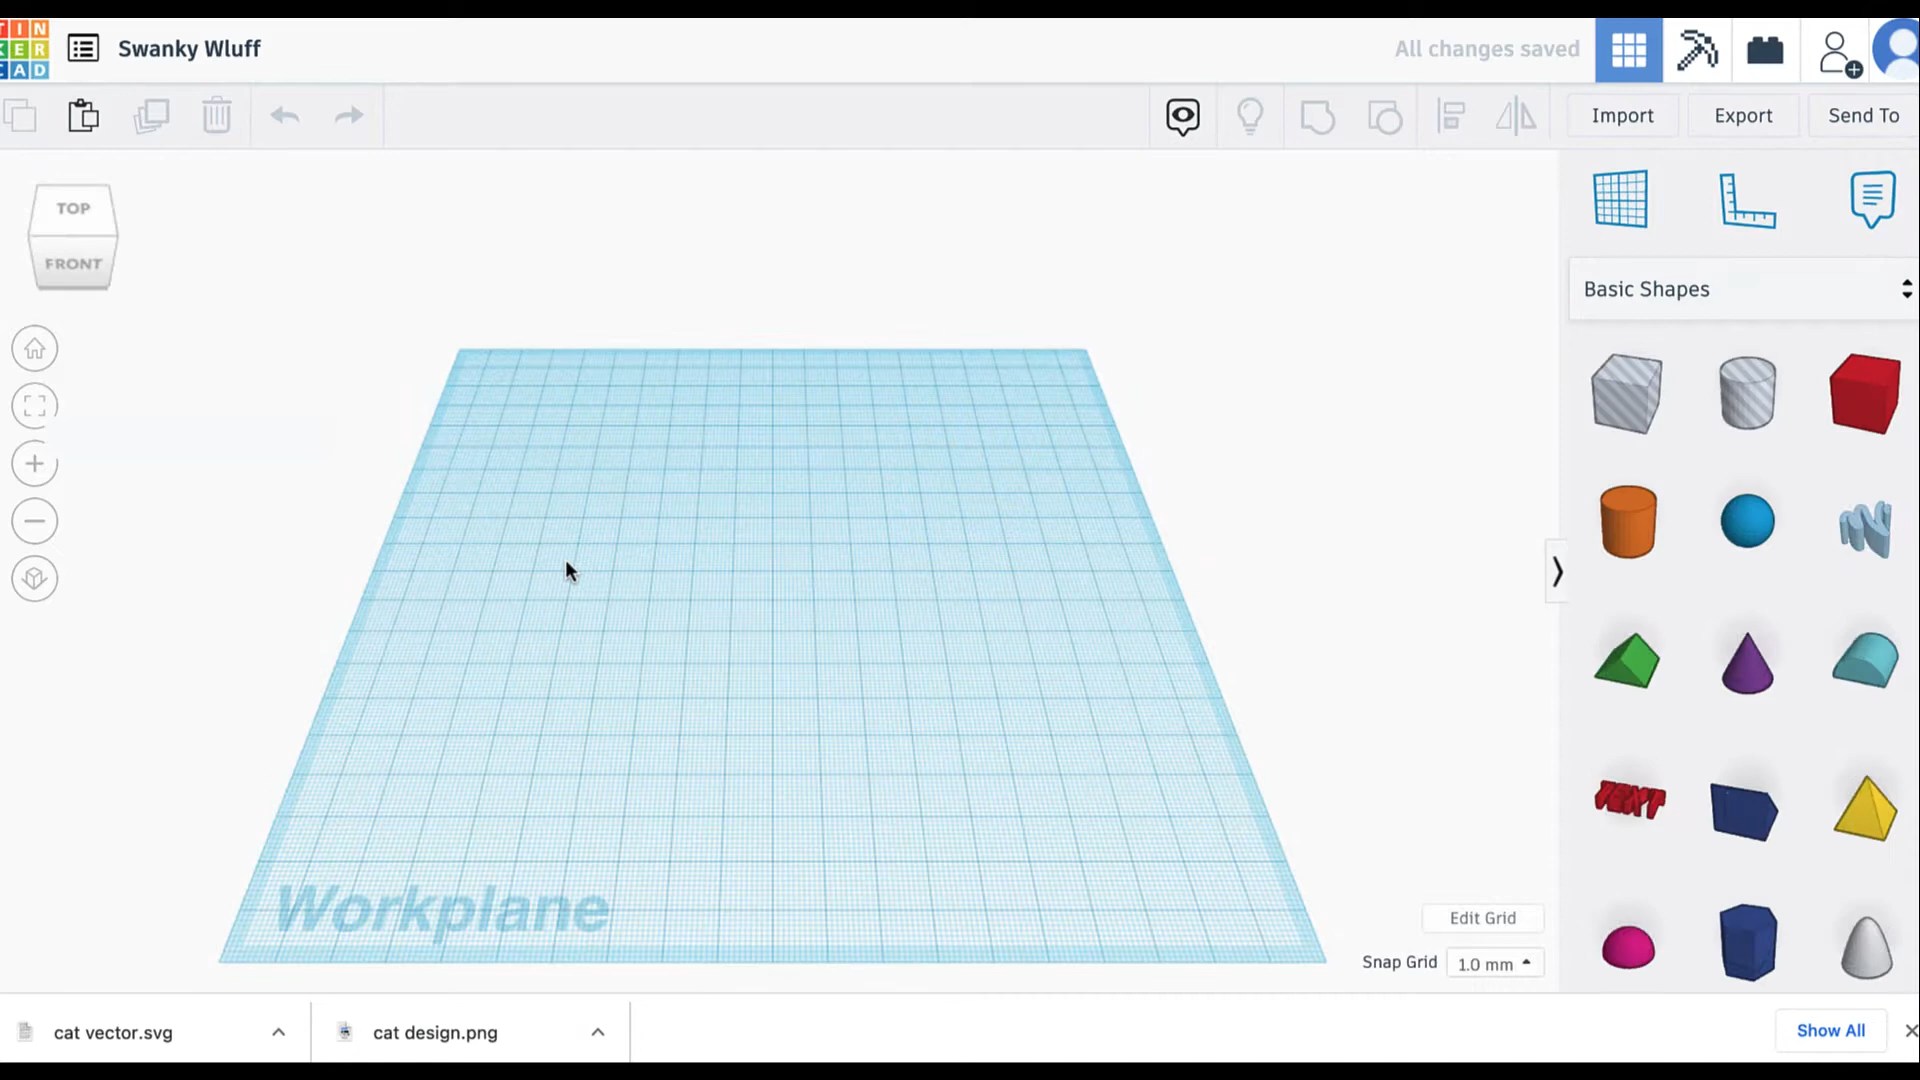 TIN
KER
CAD
Swanky Wluff
All changes saved
Import
Export
Send To
TOP
FRONT
Basic Shapes
TEXT
Workplane
Edit Grid
Snap Grid
1.0 mm
cat vector.svg
cat design.png
Show All